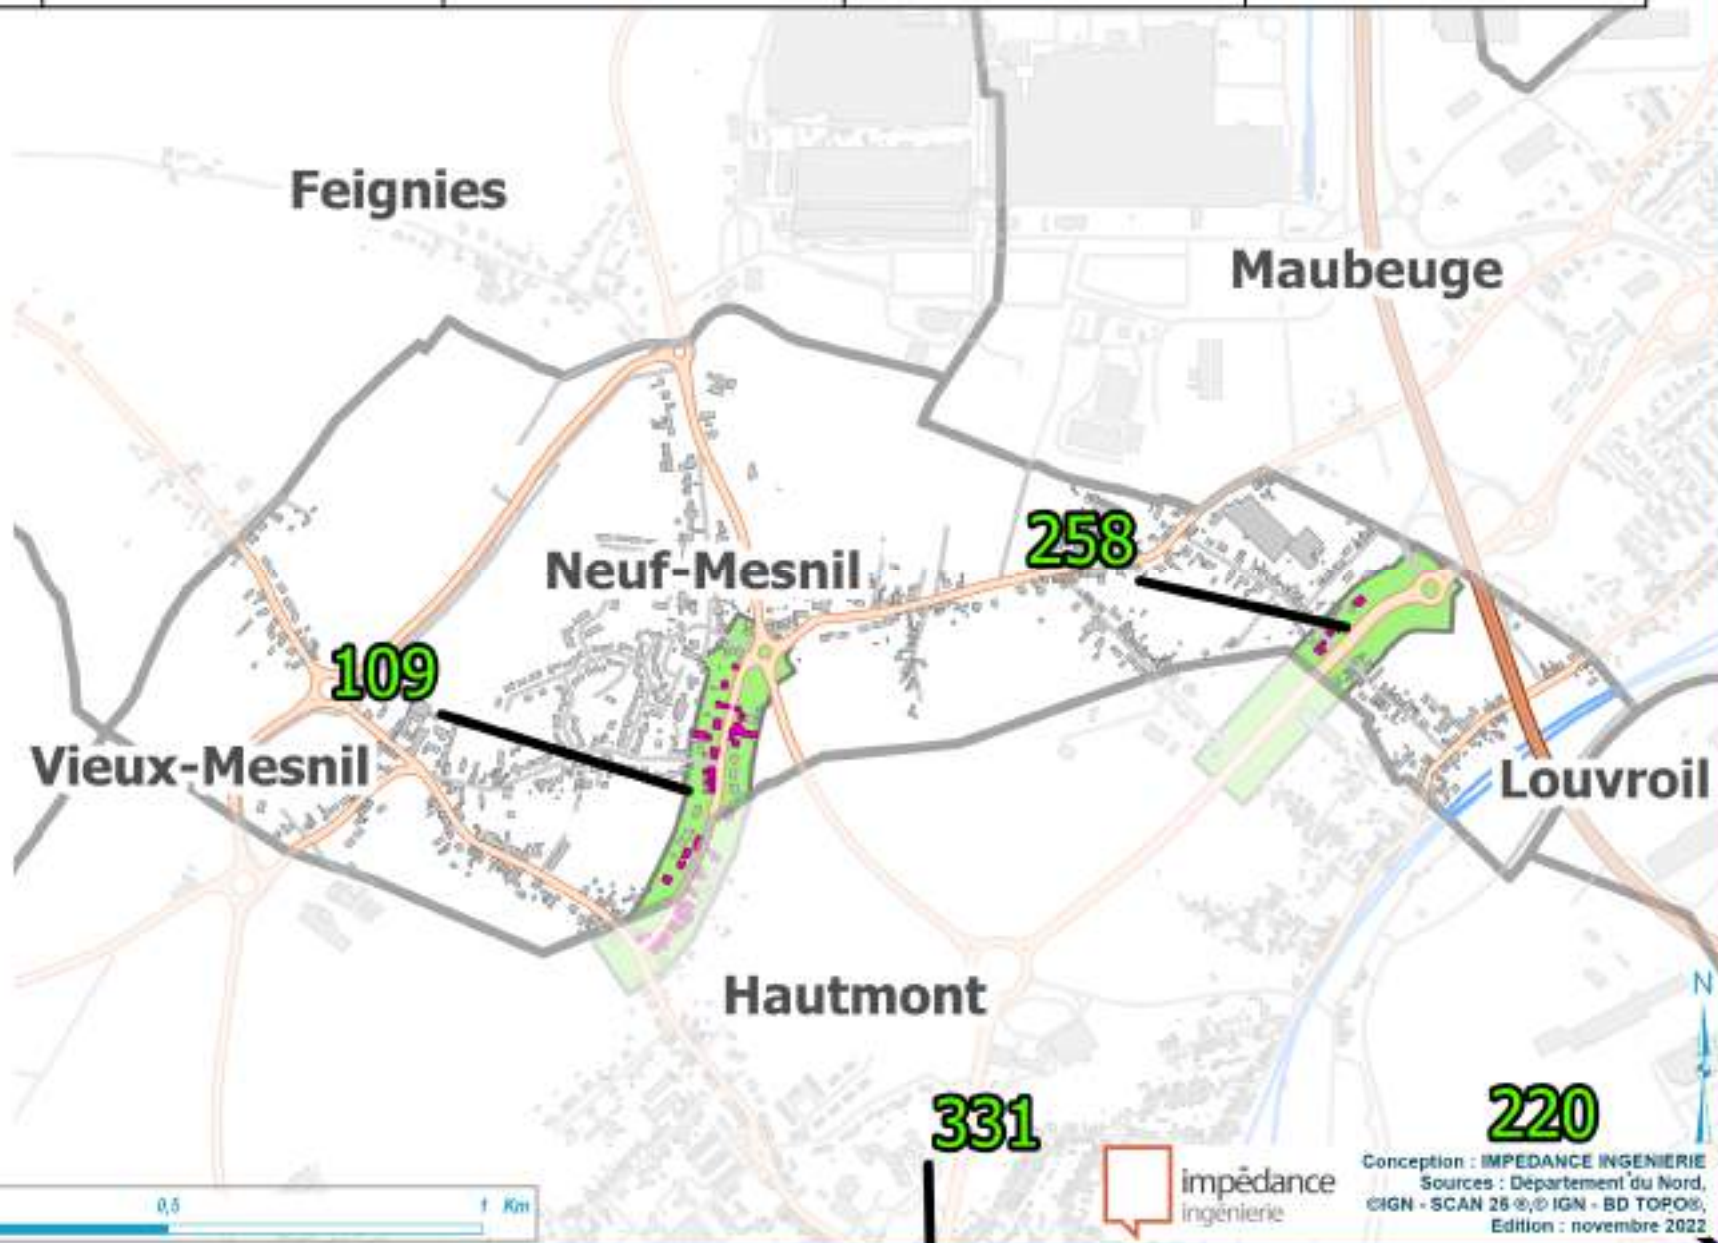 Feignies
Maubeuge
258
Neuf-Mesnil
109
Vieux-Mesnil
Louvroil
Hautmont
N
331
220
0,5
1 Km
impédance
ingénierie
Conception : IMPEDANCE INGENIERIE
Sources : Département du Nord,
©IGN - SCAN 25 ®,© IGN - BD TOPO®,
Edition : novembre 2022